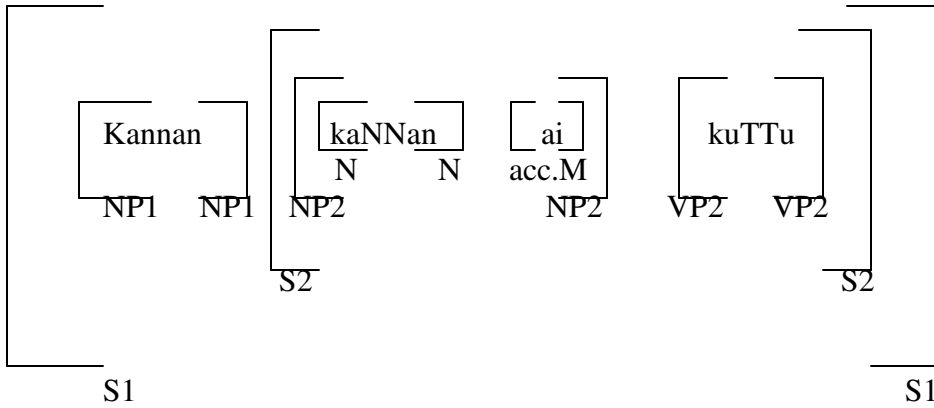 Kannan kaNNan ai kuTTu
N N acc.M
NP1 NP1 NP2 NP2 VP2 VP2
S2 S2
S1 S1